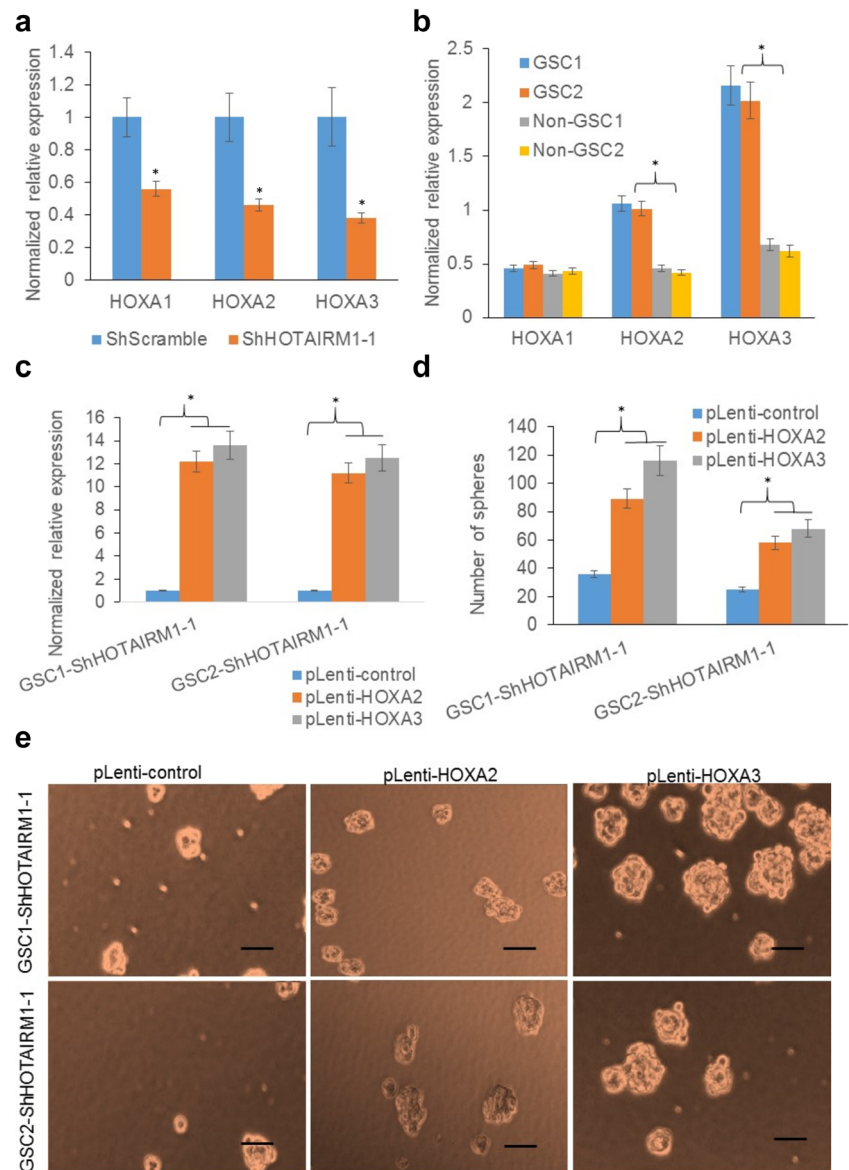 a
Normalized relative expression
1.4
1.2
1
0.8
0.6
0.4
0.2
0
*
*
*
HOXA1 HOXA2 HOXA3
ShScramble ShHOTAIRM1-1
b
Normalized relative expression
2.5
2
1.5
1
0.5
0
GSC1
GSC2
Non-GSC1
Non-GSC2
*
*
HOXA1 HOXA2 HOXA3
c
Normalized relative expression
16
14
12
10
8
6
4
2
0
*
*
GSC1-ShHOTAIRM1-1
GSC2-ShHOTAIRM1-1
pLenti-control
pLenti-HOXA2
pLenti-HOXA3
d
Number of spheres
140
120
100
80
60
40
20
0
*
*
pLenti-control
pLenti-HOXA2
pLenti-HOXA3
GSC1-ShHOTAIRM1-1
GSC2-ShHOTAIRM1-1
e
pLenti-control pLenti-HOXA2 pLenti-HOXA3
GSC1-ShHOTAIRM1-1
GSC2-ShHOTAIRM1-1